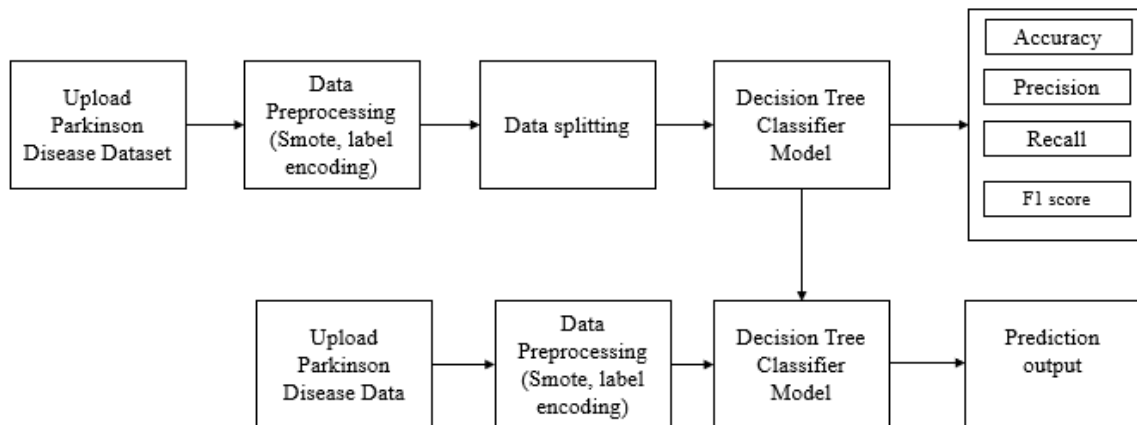 Upload
Parkinson
Disease Dataset
Data
Preprocessing
(Smote, label
encoding)
Data splitting
Decision Tree
Classifier
Model
Accuracy
Precision
Recall
F1 score
Upload
Parkinson
Disease Data
Data
Preprocessing
(Smote, label
encoding)
Decision Tree
Classifier
Model
Prediction
output